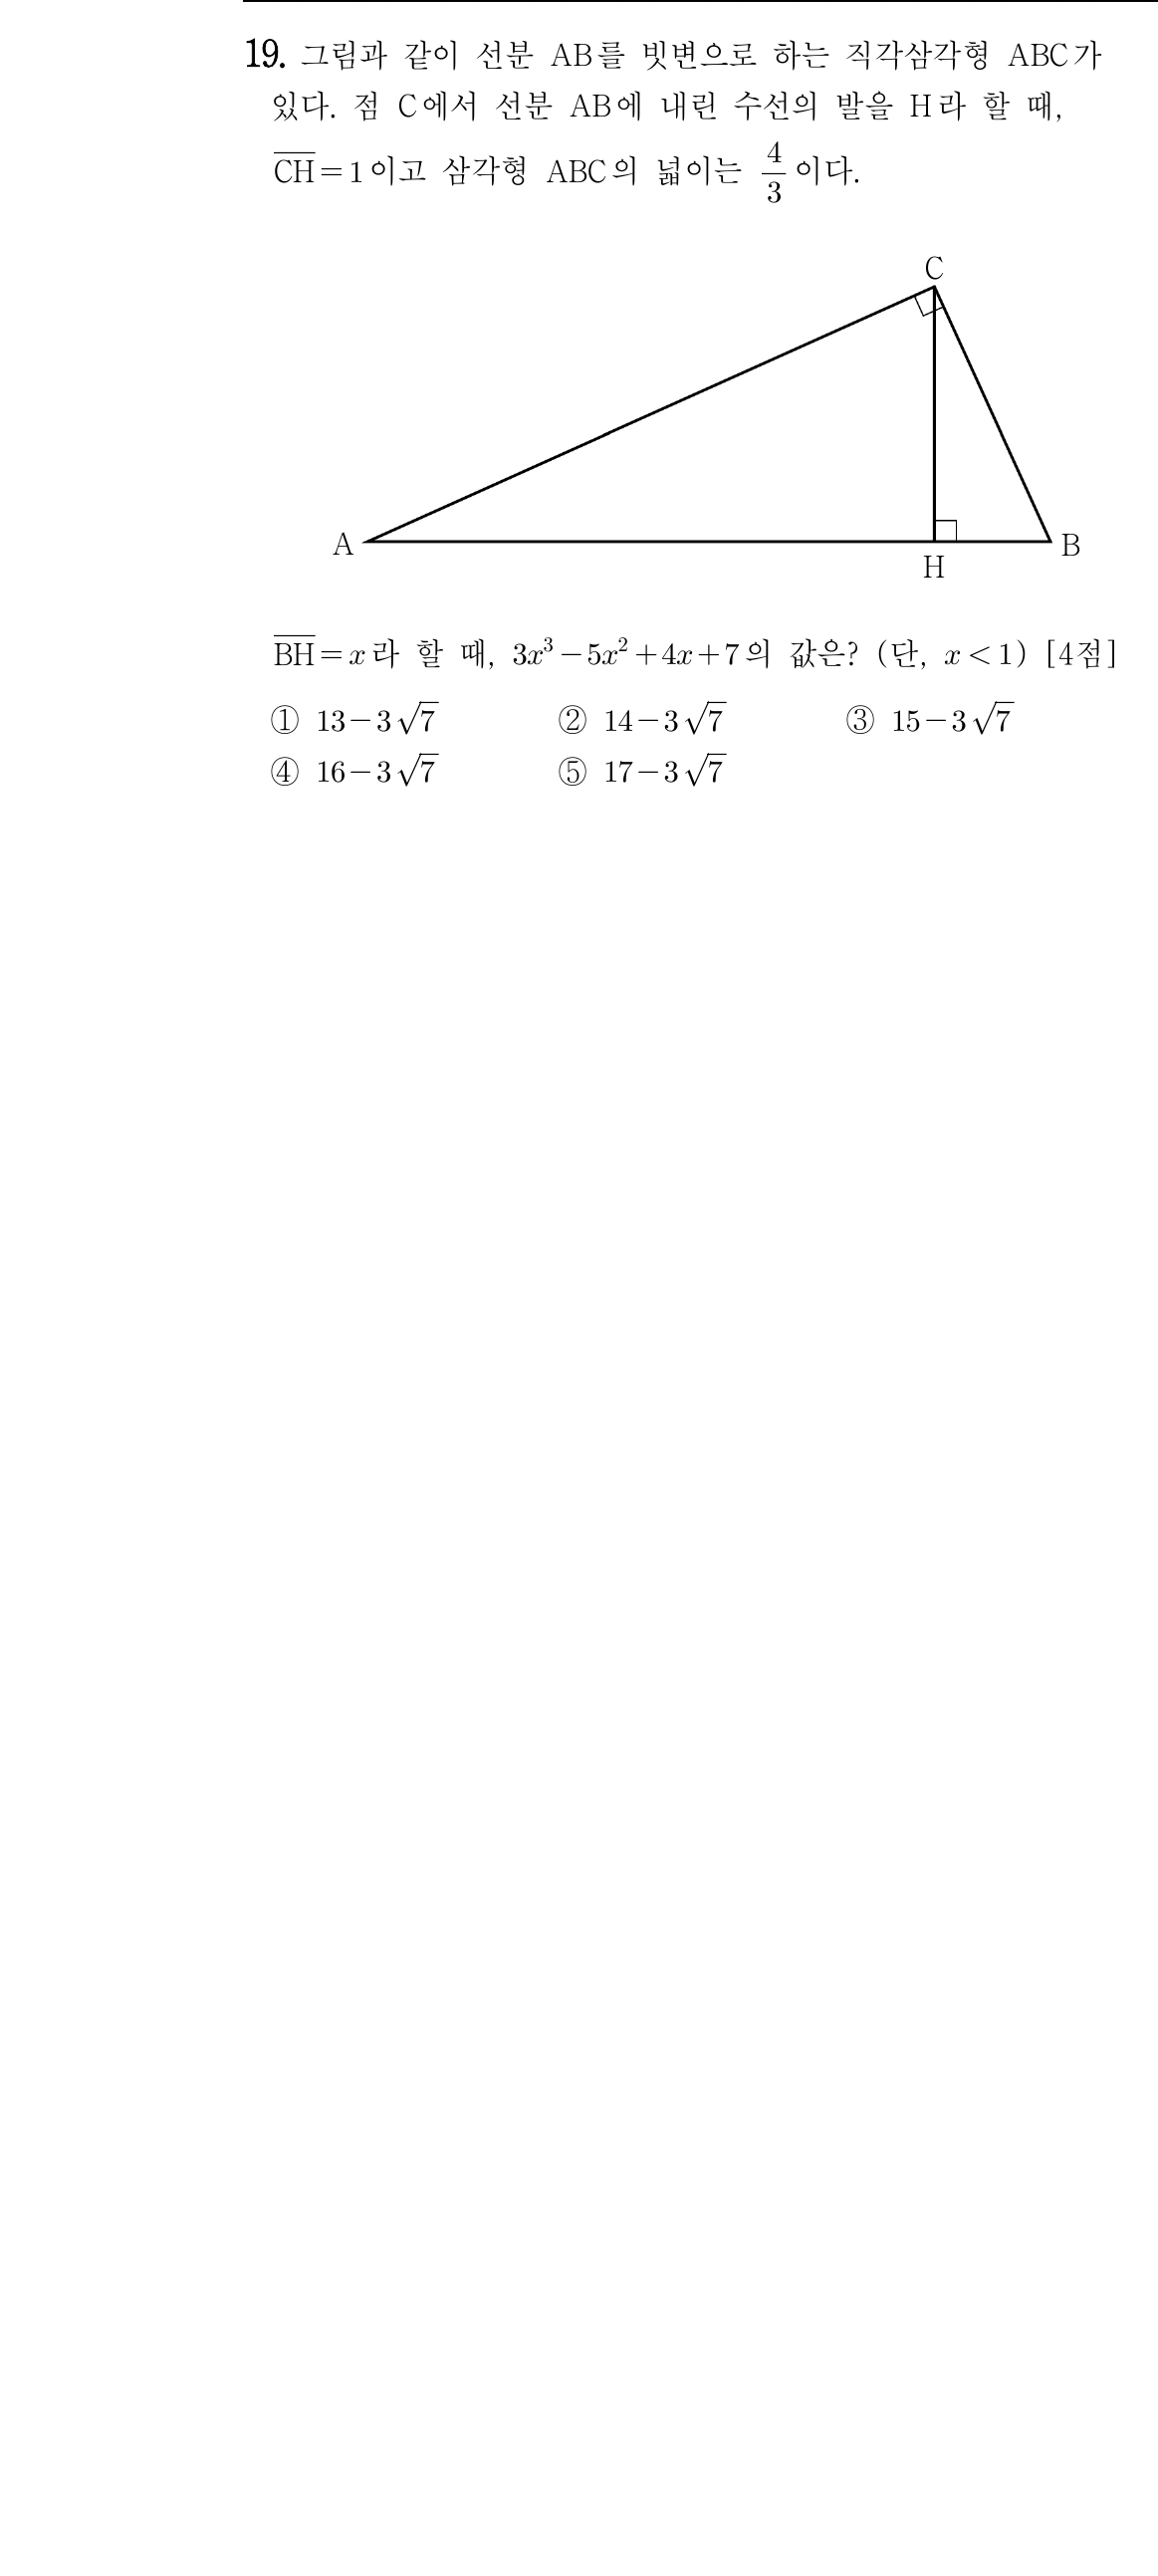 19. 그림과 같이 선분 AB를 빗변으로 하는 직각삼각형 ABC가
있다. 점 C에서 선분 AB에 내린 수선의 발을 H라 할 때,
$\overline{CH}=1$이고 삼각형 ABC의 넓이는 $\frac{4}{3}$이다.
C
A
B
H
$\overline{BH}=x$라 할 때, $3x^3-5x^2+4x+7$의 값은? (단, $x<1$) [4점]
① $13-3\sqrt{7}$ ② $14-3\sqrt{7}$ ③ $15-3\sqrt{7}$
④ $16-3\sqrt{7}$ ⑤ $17-3\sqrt{7}$